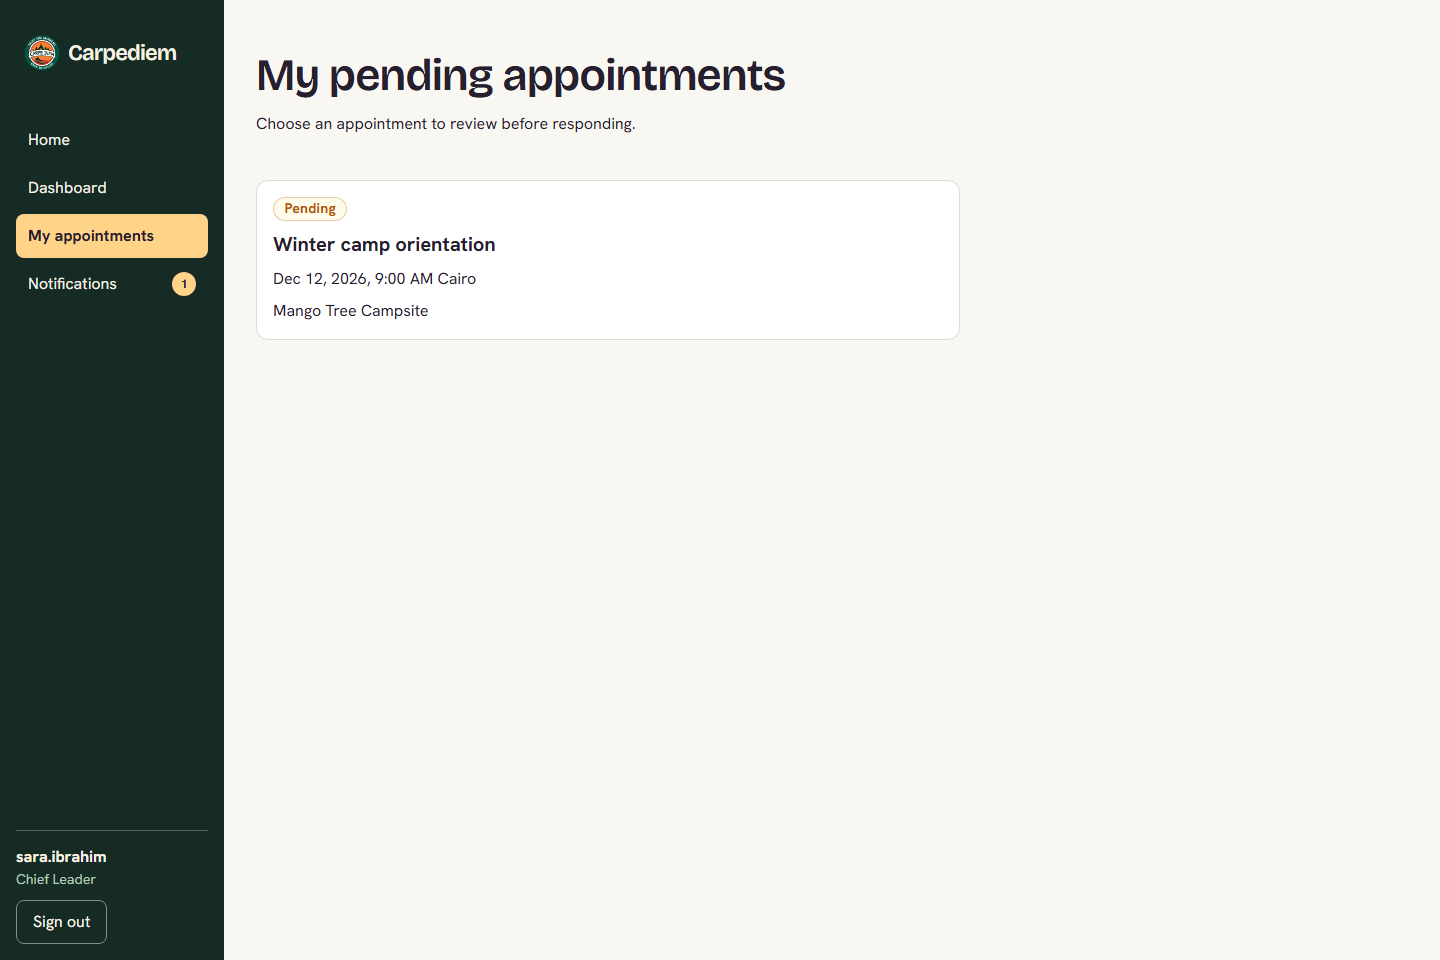 Carpediem
Home
Dashboard
My appointments
Notifications 1
sara.ibrahim
Chief Leader
Sign out
My pending appointments
Choose an appointment to review before responding.
Pending
Winter camp orientation
Dec 12, 2026, 9:00 AM Cairo
Mango Tree Campsite